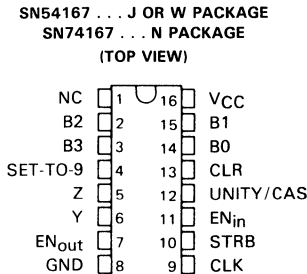 SN54167 . . . J OR W PACKAGE
SN74167 . . . N PACKAGE
(TOP VIEW)
NC 1 16 VCC
B2 2 15 B1
B3 3 14 B0
SET-TO-9 4 13 CLR
Z 5 12 UNITY/CAS
Y 6 11 ENin
ENout 7 10 STRB
GND 8 9 CLK